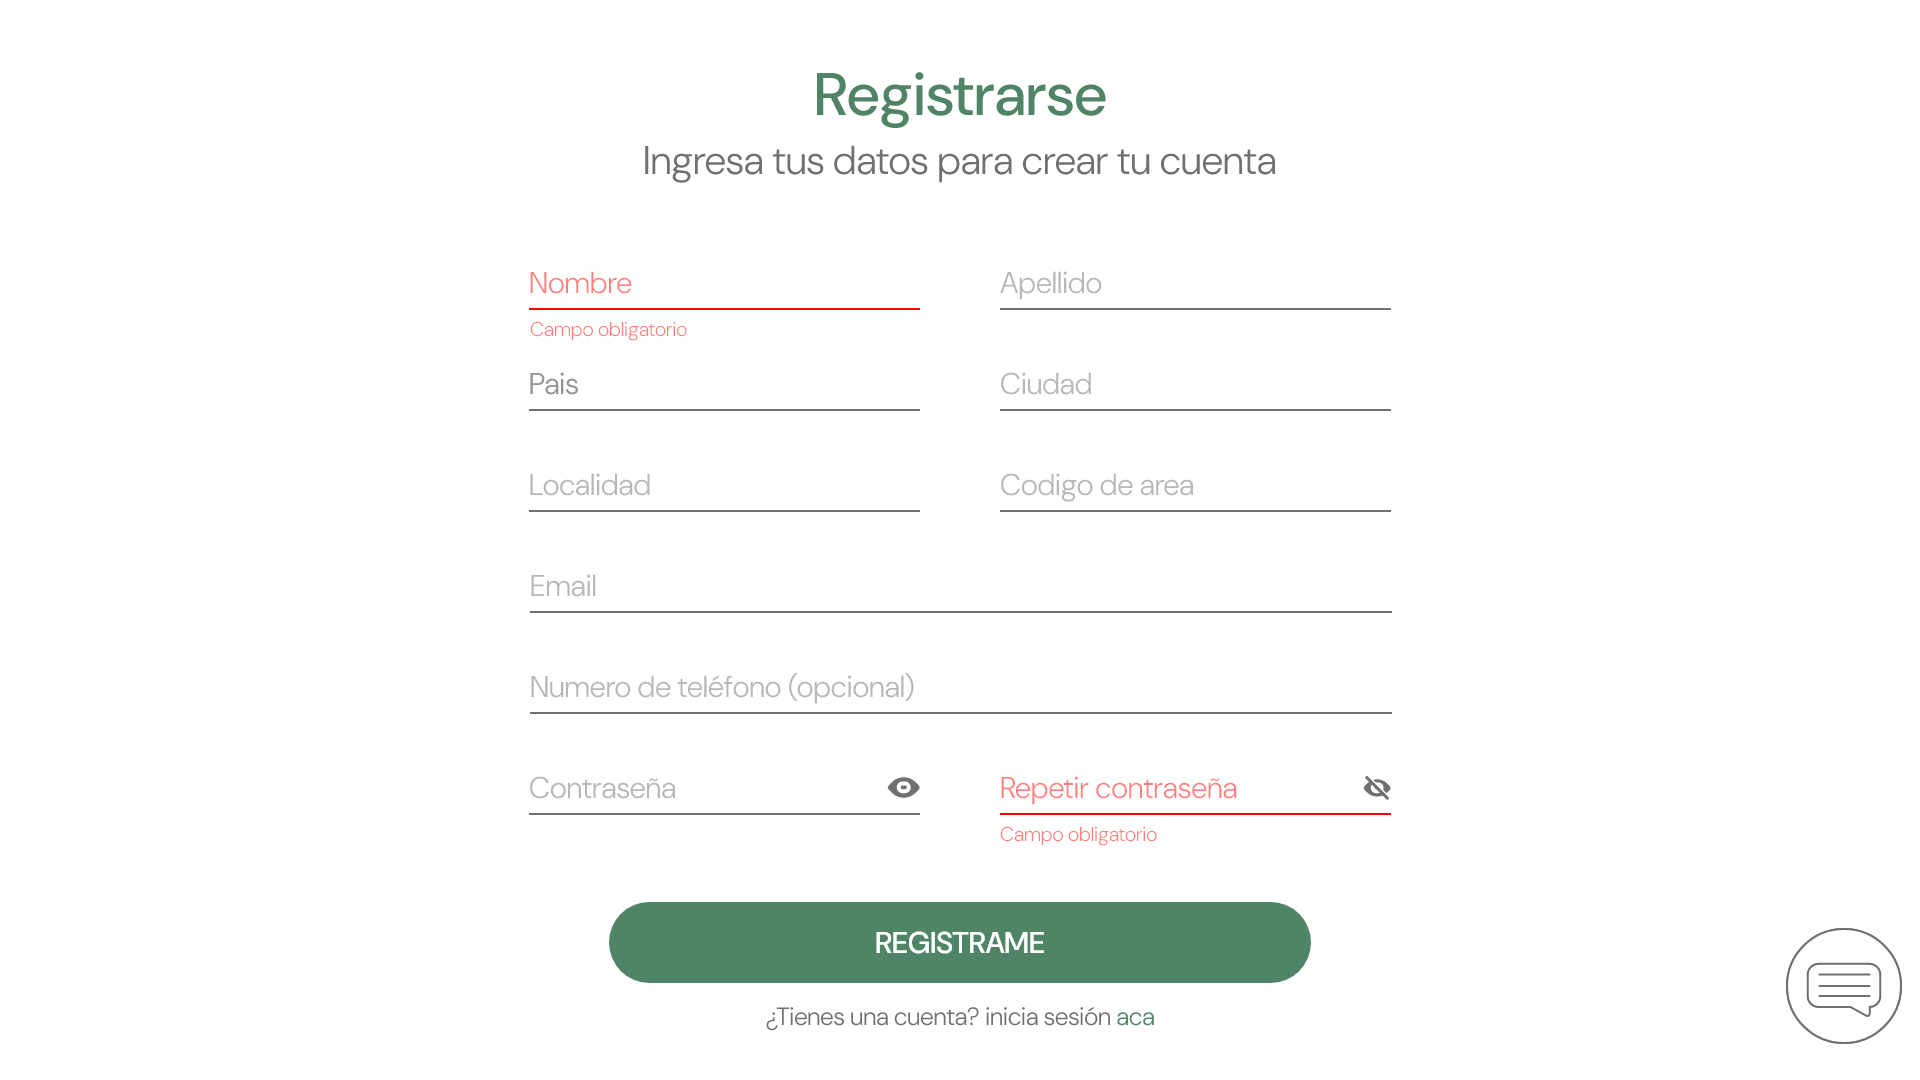 Registrarse
Ingresa tus datos para crear tu cuenta
Nombre
Apellido
Campo obligatorio
Pais
Ciudad
Localidad
Codigo de area
Email
Numero de teléfono (opcional)
Contraseña
Repetir contraseña
Campo obligatorio
REGISTRAME
¿Tienes una cuenta? inicia sesión aca